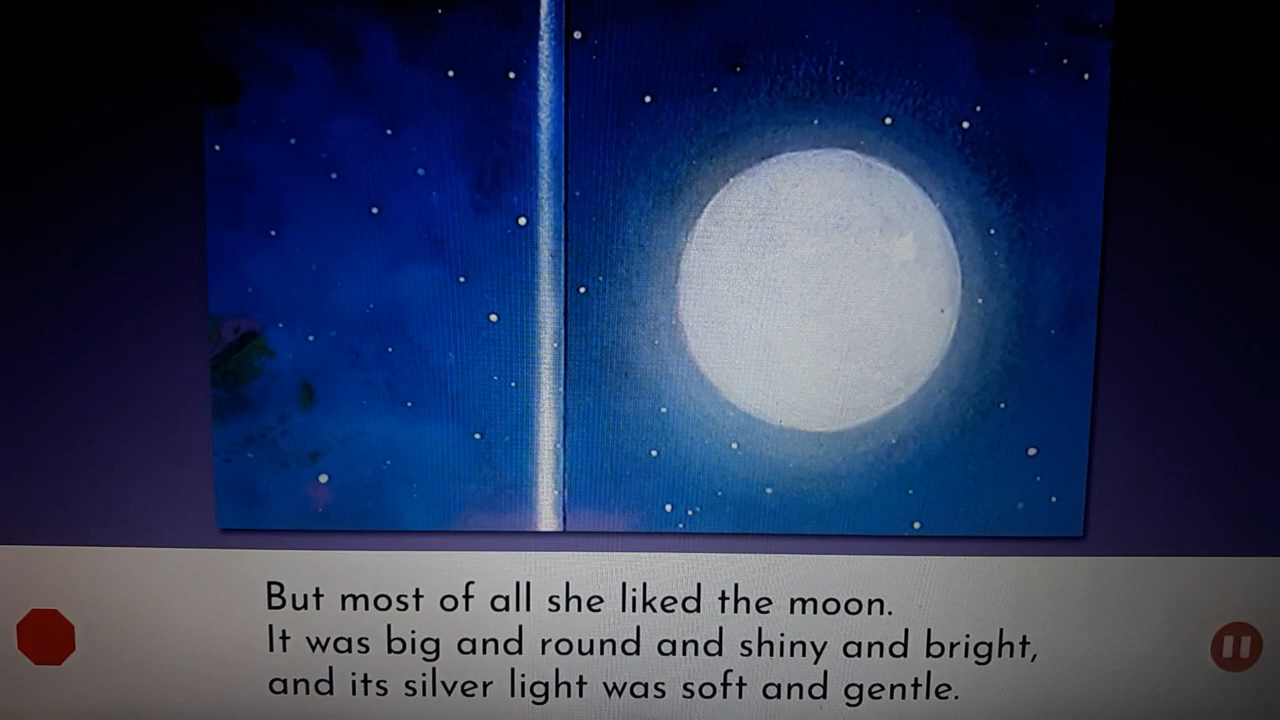 But most of all she liked the moon.
It was big and round and shiny and bright,
and its silver light was soft and gentle.